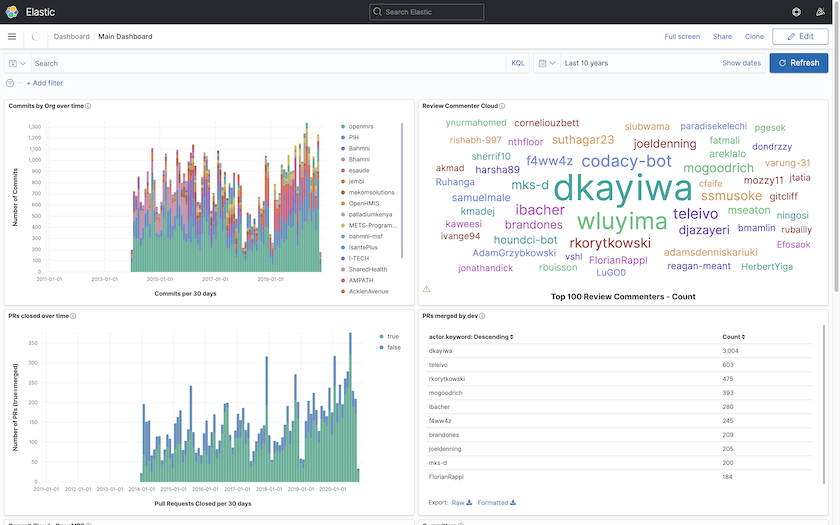 Elastic
Search Elastic
Dashboard / Main Dashboard
Full screen Share Clone Edit
Search KQL Last 10 years Show dates Refresh
+ Add filter
Commits by Org over time
Number of Commits
1,300
1,200
1,100
1,000
900
800
700
600
500
400
300
200
100
0
2011-01-01 2013-01-01 2015-01-01 2017-01-01 2019-01-01
Commits per 30 days
openmrs
PIH
Bahmni
Bhamni
esaude
jembi
mekomsolutions
OpenHMIS
palladiumkenya
METS-Program...
bahmni-msf
IsantePlus
I-TECH
SharedHealth
AMPATH
AcklenAvenue
Review Commenter Cloud
ynurmahomed corneliouzbett slubwama paradisekelechi pgesek
rishabh-997 nthfloor suthagar23 joeldenning fatmali dondrzzy
sherrif10 f4ww4z codacy-bot areklalo varung-31
akmad harsha89 mogoodrich mozzy11 jtatia
Ruhanga mks-d dkayiwa cfaife gitcliff
samuelmale ssmusoke
kmadej ibacher wluyima teleivo mseaton ningosi
kaweesi brandones djazayeri bmamlin rubailly
ivange94 houndci-bot rkorytkowski Efosaok
AdamGrzybkowski vshl FlorianRappl adamsdenniskariuki
jonathandick rbuisson LuGO0 reagan-meant HerbertYiga
Top 100 Review Commenters - Count
PRs closed over time
Number of PRs (true=merged)
350
300
250
200
150
100
50
0
2011-01-01 2012-01-01 2013-01-01 2014-01-01 2015-01-01 2016-01-01 2017-01-01 2018-01-01 2019-01-01 2020-01-01
Pull Requests Closed per 30 days
true
false
PRs merged by dev
actor.keyword: Descending Count
dkayiwa 3,004
teleivo 603
rkorytkowski 475
mogoodrich 393
ibacher 280
f4ww4z 245
brandones 209
joeldenning 205
mks-d 200
FlorianRappl 184
Export: Raw Formatted